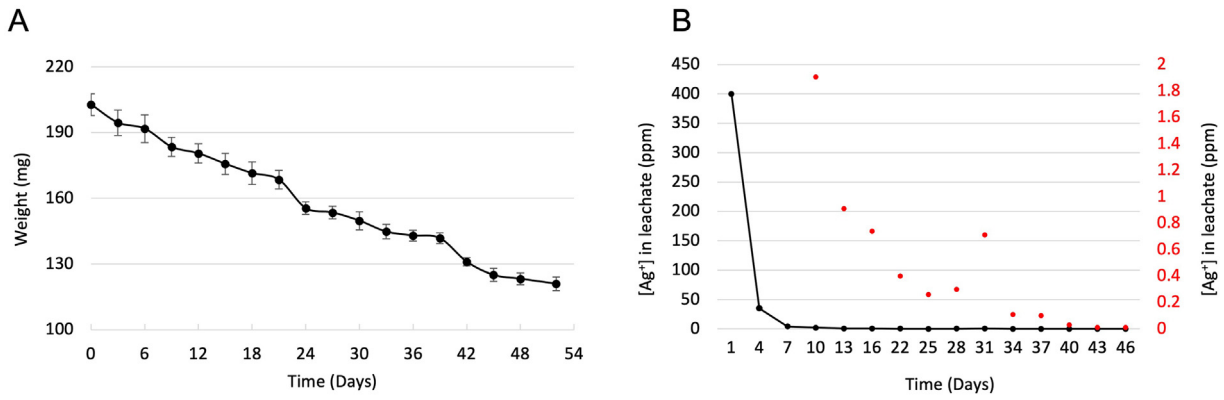 A
220
190
160
130
100
Weight (mg)
0 6 12 18 24 30 36 42 48 54
Time (Days)
B
450
400
350
300
250
200
150
100
50
0
[Ag⁺] in leachate (ppm)
2
1.8
1.6
1.4
1.2
1
0.8
0.6
0.4
0.2
0
[Ag⁺] in leachate (ppm)
1 4 7 10 13 16 22 25 28 31 34 37 40 43 46
Time (Days)